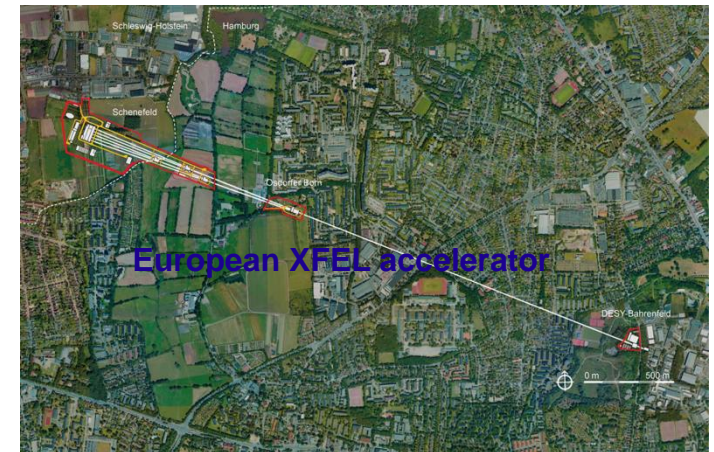 Schleswig-Holstein
Hamburg
Schenefeld
Osdorfer Born
European XFEL accelerator
DESY-Bahrenfeld
0 m
500 m